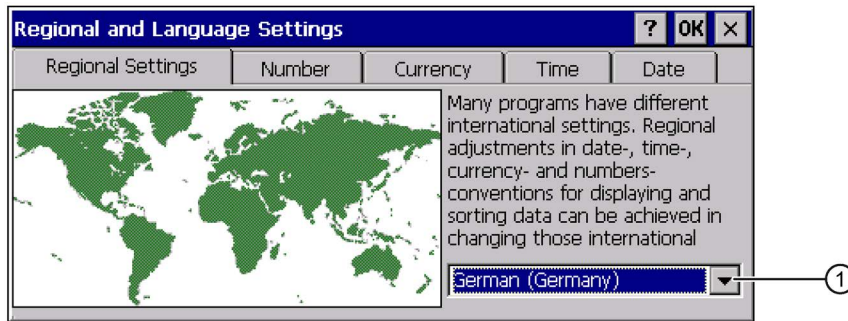 Regional and Language Settings ? OK ×
Regional Settings Number Currency Time Date
Many programs have different
international settings. Regional
adjustments in date-, time-,
currency- and numbers-
conventions for displaying and
sorting data can be achieved in
changing those international
German (Germany)
1